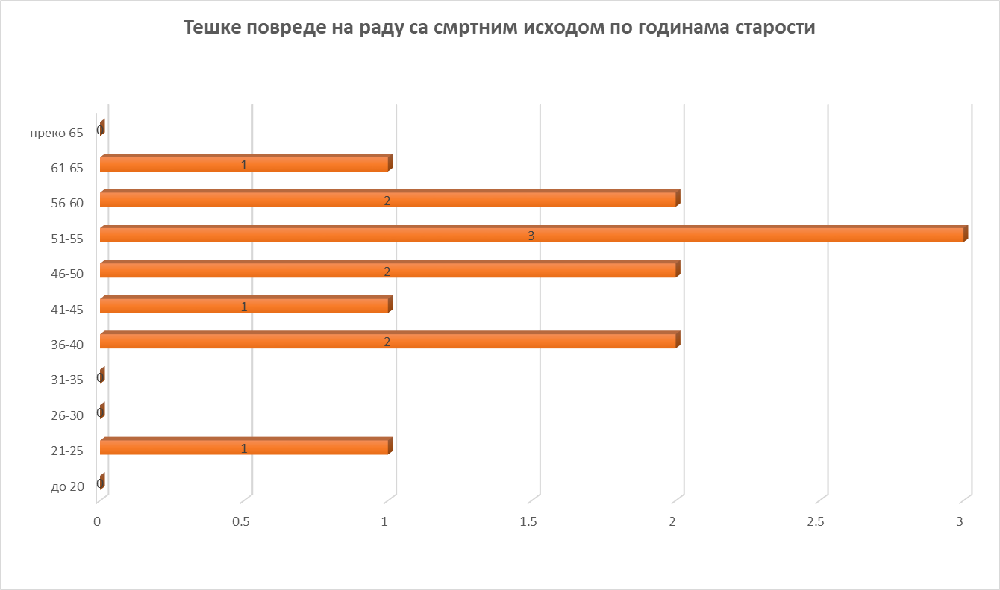 Тешке повреде на раду са смртним исходом по годинама старости
преко 65 0
61-65 1
56-60 2
51-55 3
46-50 2
41-45 1
36-40 2
31-35 0
26-30 0
21-25 1
до 20 0
0 0.5 1 1.5 2 2.5 3